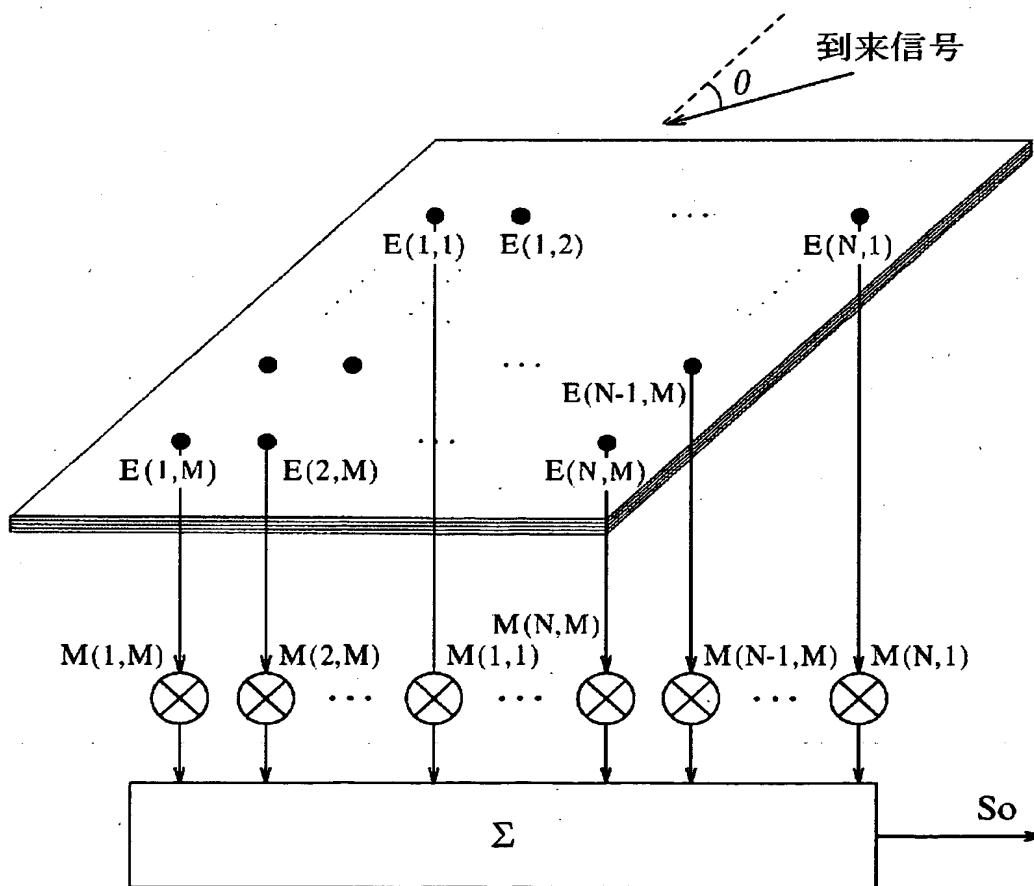 到来信号
θ
E(1,1) E(1,2) ... E(N,1)
... E(N-1,M)
E(1,M) E(2,M) ... E(N,M)
M(1,M) M(2,M) M(1,1) M(N,M) M(N-1,M) M(N,1)
... ... ...
Σ
So